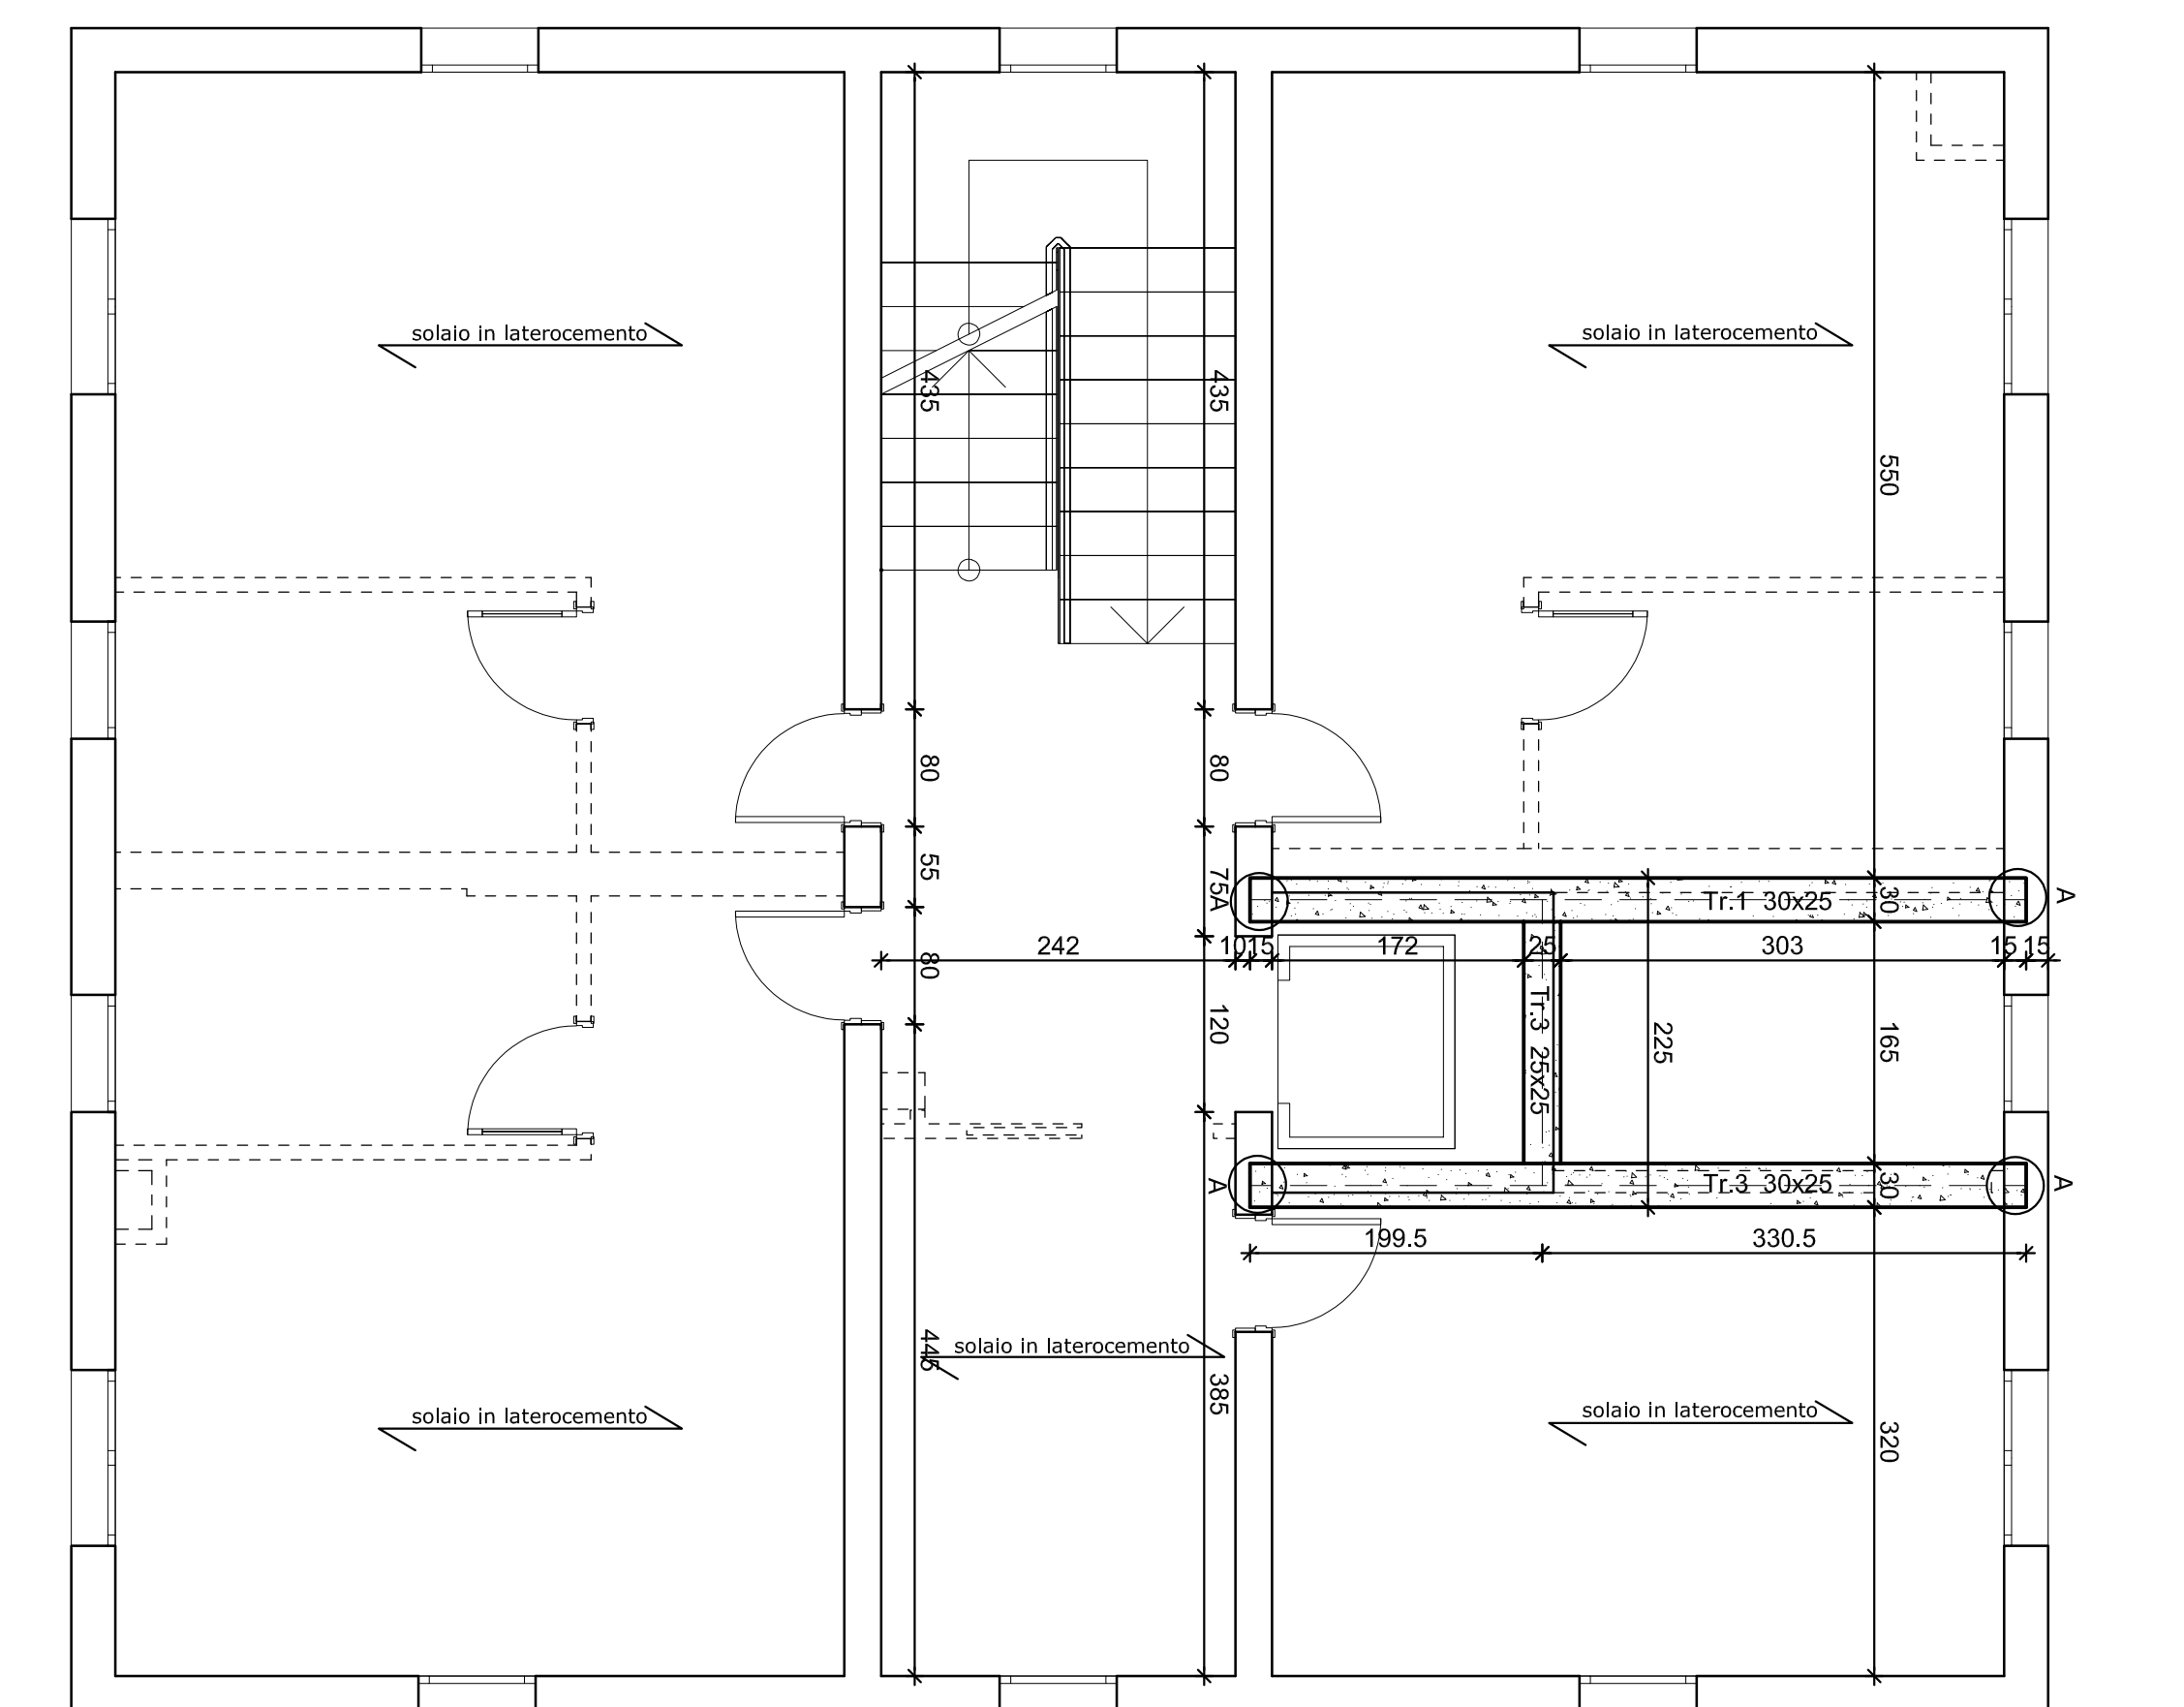 solaio in laterocemento
solaio in laterocemento
435
435
550
80
80
55
75
A
Tr.1 30x25
30
A
242
10
15
172
25
303
15
15
80
120
Tr.3 25x25
225
165
A
Tr.3 30x25
30
A
199.5
330.5
445
solaio in laterocemento
385
solaio in laterocemento
solaio in laterocemento
320